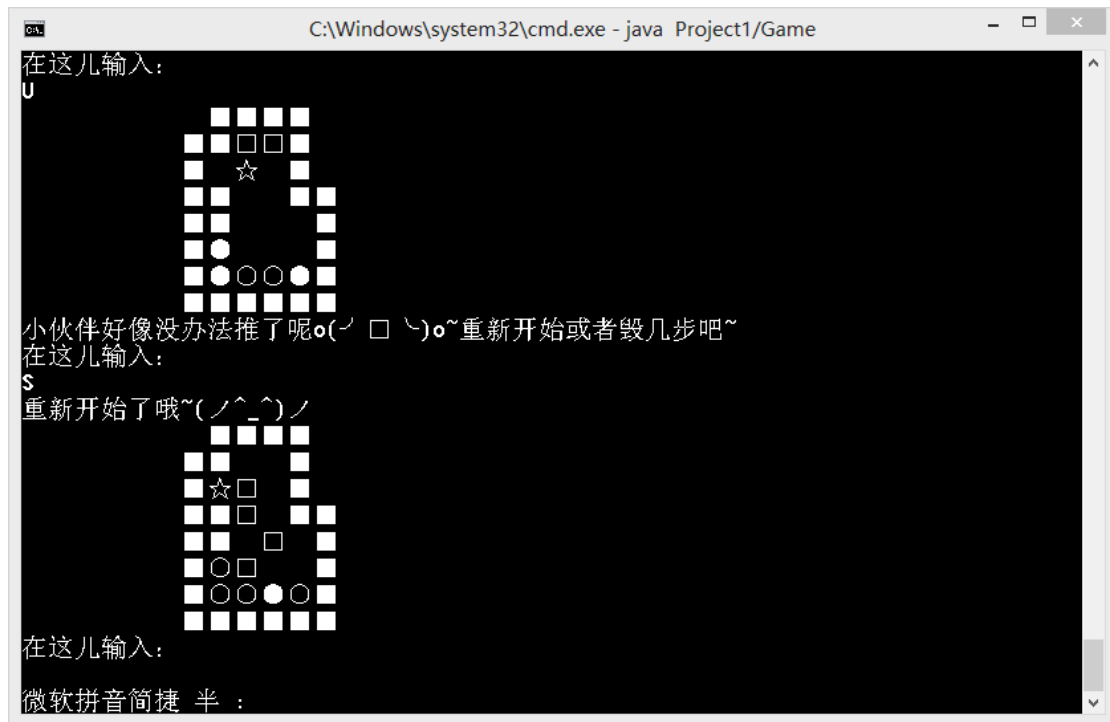 C:\Windows\system32\cmd.exe - java  Project1/Game
在这儿输入：
U
　■■■■
■■□□■
■　☆　■
■■　　■■
■■　　　■
■●　　　■
■●○○●■
■■■■■■
小伙伴好像没办法推了呢o(╯□╰)o~重新开始或者毁几步吧~
在这儿输入：
S
重新开始了哦~(ノ^_^)ノ
　■■■■
■■　　■
■☆□　■
■■□　■■
■■　□　■
■○□　　■
■○○●○■
■■■■■■
在这儿输入：
微软拼音简捷 半 ：